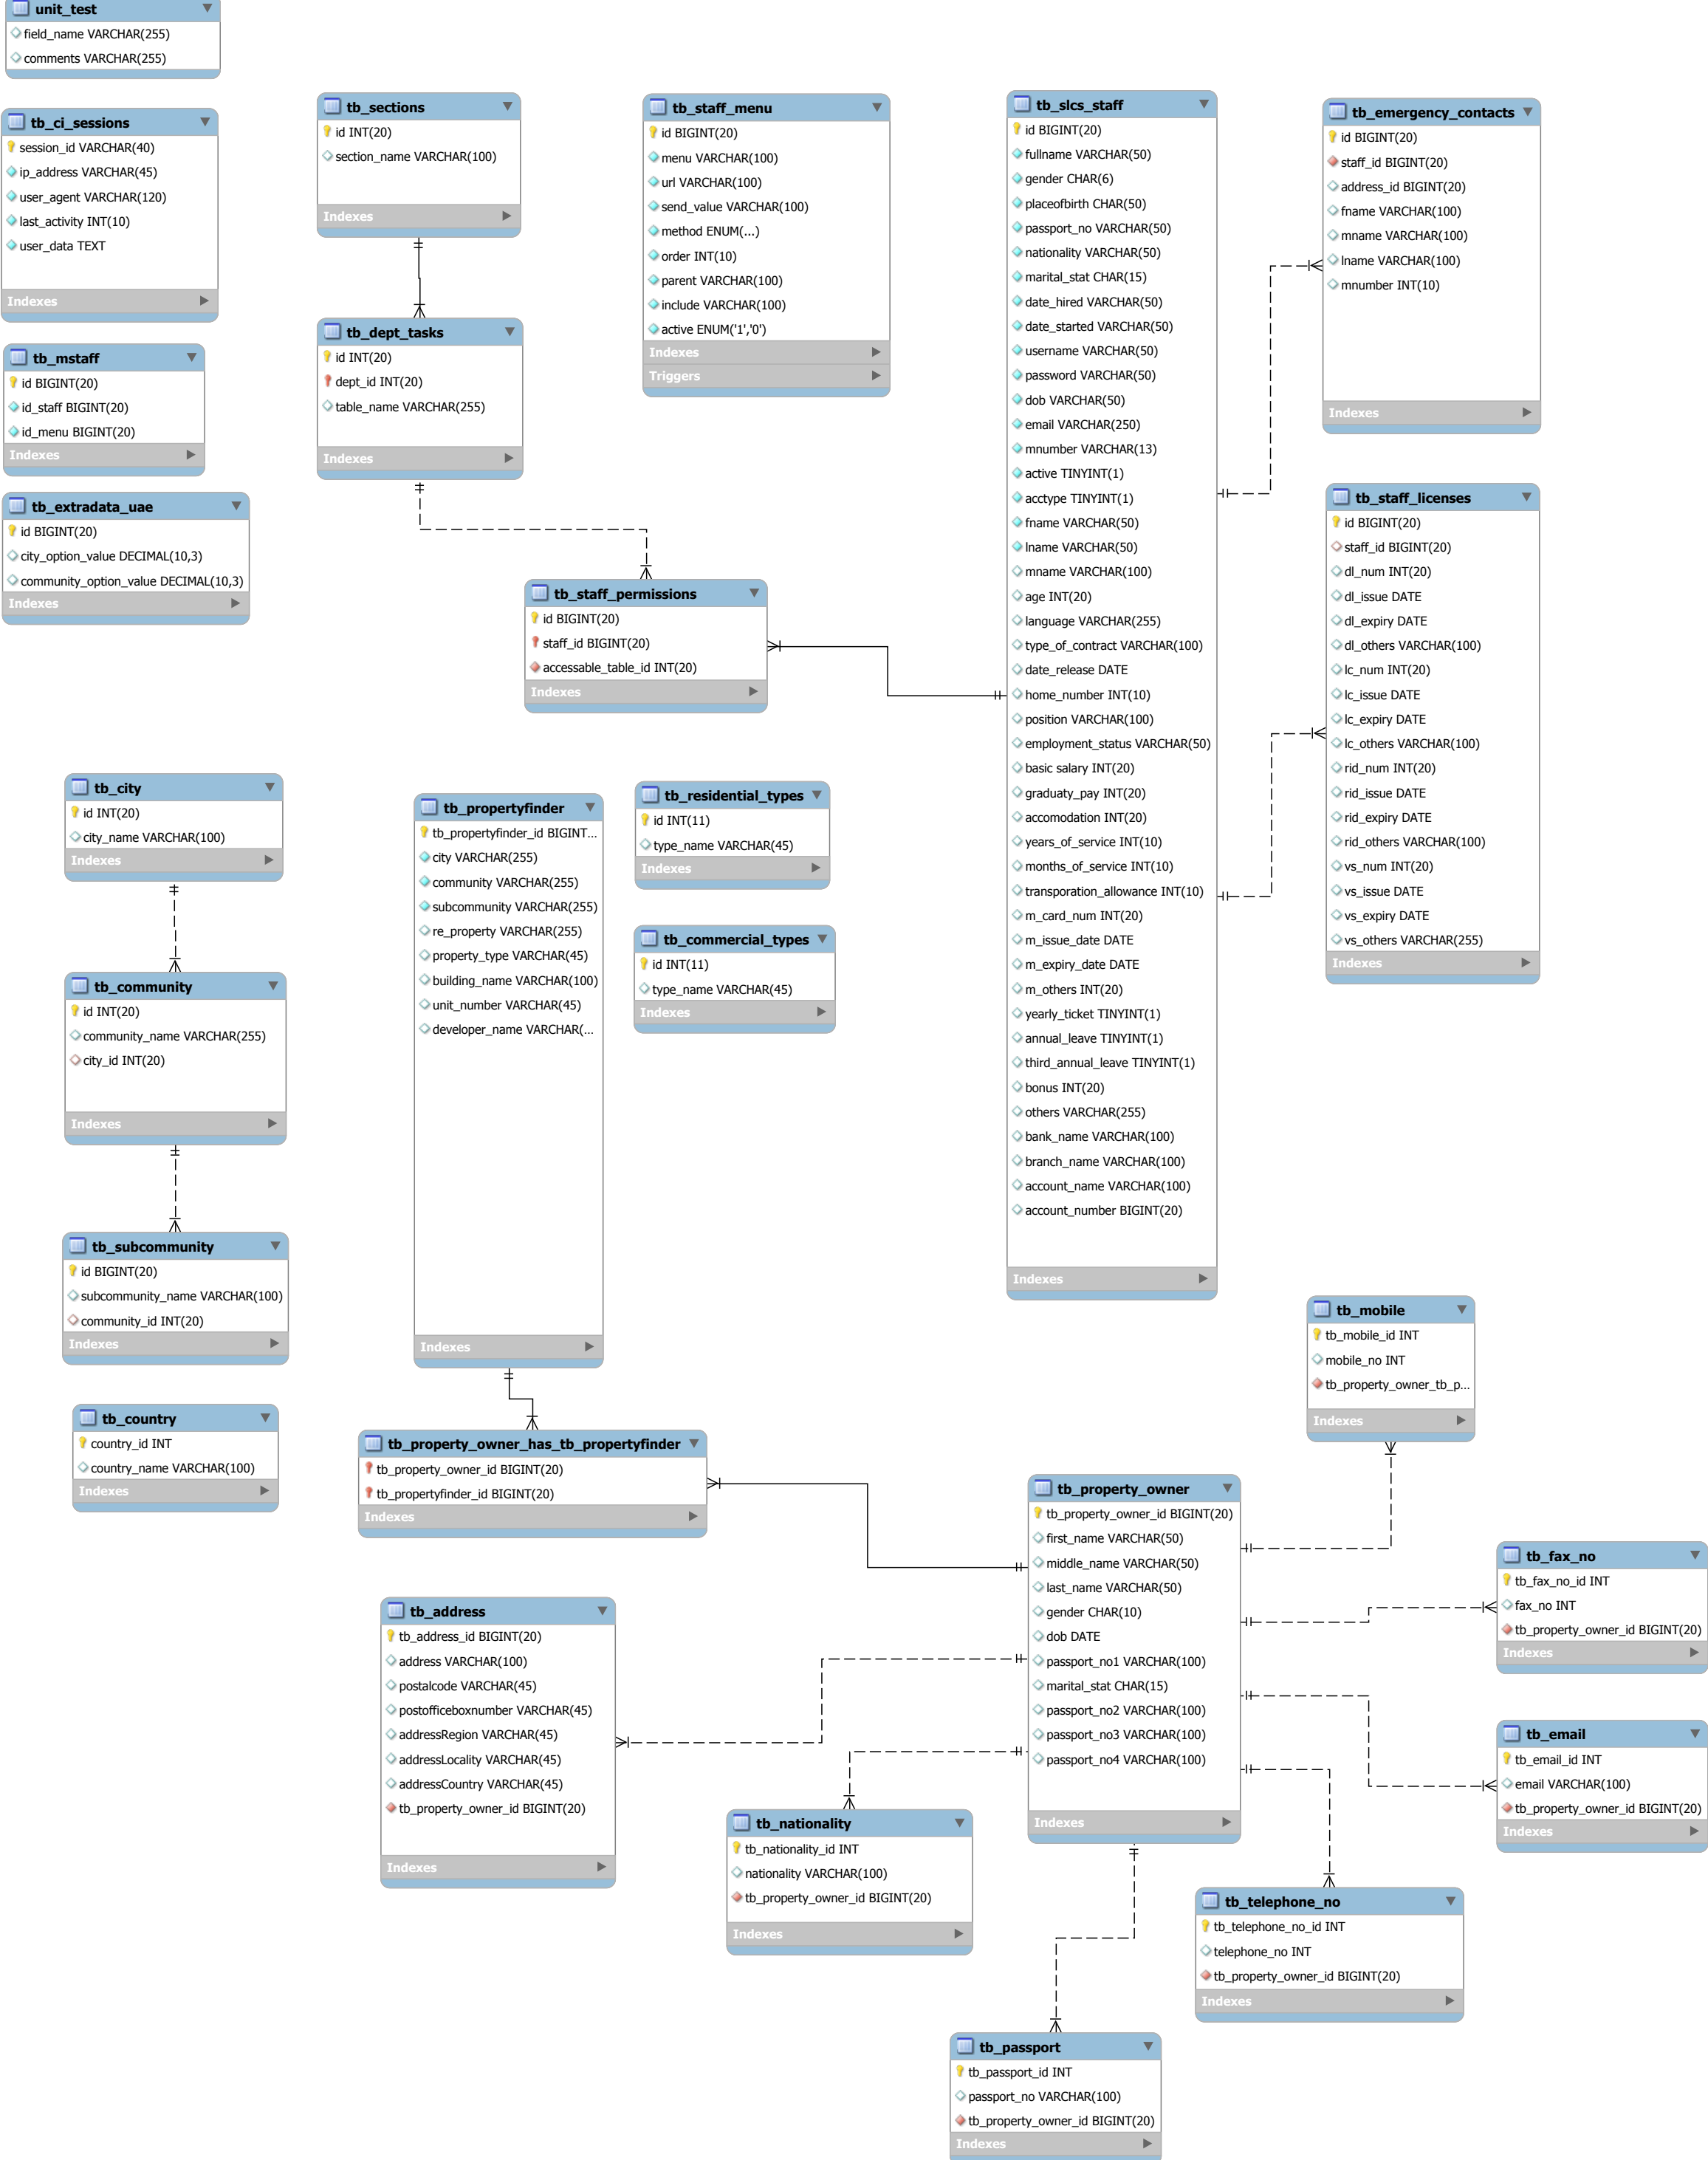 unit_test
field_name VARCHAR(255)
comments VARCHAR(255)
tb_ci_sessions
session_id VARCHAR(40)
ip_address VARCHAR(45)
user_agent VARCHAR(120)
last_activity INT(10)
user_data TEXT
Indexes
tb_mstaff
id BIGINT(20)
id_staff BIGINT(20)
id_menu BIGINT(20)
Indexes
tb_extradata_uae
id BIGINT(20)
city_option_value DECIMAL(10,3)
community_option_value DECIMAL(10,3)
Indexes
tb_sections
id INT(20)
section_name VARCHAR(100)
Indexes
tb_dept_tasks
id INT(20)
dept_id INT(20)
table_name VARCHAR(255)
Indexes
tb_staff_menu
id BIGINT(20)
menu VARCHAR(100)
url VARCHAR(100)
send_value VARCHAR(100)
method ENUM(...)
order INT(10)
parent VARCHAR(100)
include VARCHAR(100)
active ENUM('1','0')
Indexes
Triggers
tb_staff_permissions
id BIGINT(20)
staff_id BIGINT(20)
accessable_table_id INT(20)
Indexes
tb_slcs_staff
id BIGINT(20)
fullname VARCHAR(50)
gender CHAR(6)
placeofbirth CHAR(50)
passport_no VARCHAR(50)
nationality VARCHAR(50)
marital_stat CHAR(15)
date_hired VARCHAR(50)
date_started VARCHAR(50)
username VARCHAR(50)
password VARCHAR(50)
dob VARCHAR(50)
email VARCHAR(250)
mnumber VARCHAR(13)
active TINYINT(1)
acctype TINYINT(1)
fname VARCHAR(50)
lname VARCHAR(50)
mname VARCHAR(100)
age INT(20)
language VARCHAR(255)
type_of_contract VARCHAR(100)
date_release DATE
home_number INT(10)
position VARCHAR(100)
employment_status VARCHAR(50)
basic salary INT(20)
graduaty_pay INT(20)
accomodation INT(20)
years_of_service INT(10)
months_of_service INT(10)
transporation_allowance INT(10)
m_card_num INT(20)
m_issue_date DATE
m_expiry_date DATE
m_others INT(20)
yearly_ticket TINYINT(1)
annual_leave TINYINT(1)
third_annual_leave TINYINT(1)
bonus INT(20)
others VARCHAR(255)
bank_name VARCHAR(100)
branch_name VARCHAR(100)
account_name VARCHAR(100)
account_number BIGINT(20)
Indexes
tb_emergency_contacts
id BIGINT(20)
staff_id BIGINT(20)
address_id BIGINT(20)
fname VARCHAR(100)
mname VARCHAR(100)
lname VARCHAR(100)
mnumber INT(10)
Indexes
tb_staff_licenses
id BIGINT(20)
staff_id BIGINT(20)
dl_num INT(20)
dl_issue DATE
dl_expiry DATE
dl_others VARCHAR(100)
lc_num INT(20)
lc_issue DATE
lc_expiry DATE
lc_others VARCHAR(100)
rid_num INT(20)
rid_issue DATE
rid_expiry DATE
rid_others VARCHAR(100)
vs_num INT(20)
vs_issue DATE
vs_expiry DATE
vs_others VARCHAR(255)
Indexes
tb_city
id INT(20)
city_name VARCHAR(100)
Indexes
tb_community
id INT(20)
community_name VARCHAR(255)
city_id INT(20)
Indexes
tb_subcommunity
id BIGINT(20)
subcommunity_name VARCHAR(100)
community_id INT(20)
Indexes
tb_country
country_id INT
country_name VARCHAR(100)
Indexes
tb_propertyfinder
tb_propertyfinder_id BIGINT...
city VARCHAR(255)
community VARCHAR(255)
subcommunity VARCHAR(255)
re_property VARCHAR(255)
property_type VARCHAR(45)
building_name VARCHAR(100)
unit_number VARCHAR(45)
developer_name VARCHAR(...
Indexes
tb_residential_types
id INT(11)
type_name VARCHAR(45)
Indexes
tb_commercial_types
id INT(11)
type_name VARCHAR(45)
Indexes
tb_property_owner_has_tb_propertyfinder
tb_property_owner_id BIGINT(20)
tb_propertyfinder_id BIGINT(20)
Indexes
tb_address
tb_address_id BIGINT(20)
address VARCHAR(100)
postalcode VARCHAR(45)
postofficeboxnumber VARCHAR(45)
addressRegion VARCHAR(45)
addressLocality VARCHAR(45)
addressCountry VARCHAR(45)
tb_property_owner_id BIGINT(20)
Indexes
tb_nationality
tb_nationality_id INT
nationality VARCHAR(100)
tb_property_owner_id BIGINT(20)
Indexes
tb_property_owner
tb_property_owner_id BIGINT(20)
first_name VARCHAR(50)
middle_name VARCHAR(50)
last_name VARCHAR(50)
gender CHAR(10)
dob DATE
passport_no1 VARCHAR(100)
marital_stat CHAR(15)
passport_no2 VARCHAR(100)
passport_no3 VARCHAR(100)
passport_no4 VARCHAR(100)
Indexes
tb_mobile
tb_mobile_id INT
mobile_no INT
tb_property_owner_tb_p...
Indexes
tb_fax_no
tb_fax_no_id INT
fax_no INT
tb_property_owner_id BIGINT(20)
Indexes
tb_email
tb_email_id INT
email VARCHAR(100)
tb_property_owner_id BIGINT(20)
Indexes
tb_telephone_no
tb_telephone_no_id INT
telephone_no INT
tb_property_owner_id BIGINT(20)
Indexes
tb_passport
tb_passport_id INT
passport_no VARCHAR(100)
tb_property_owner_id BIGINT(20)
Indexes